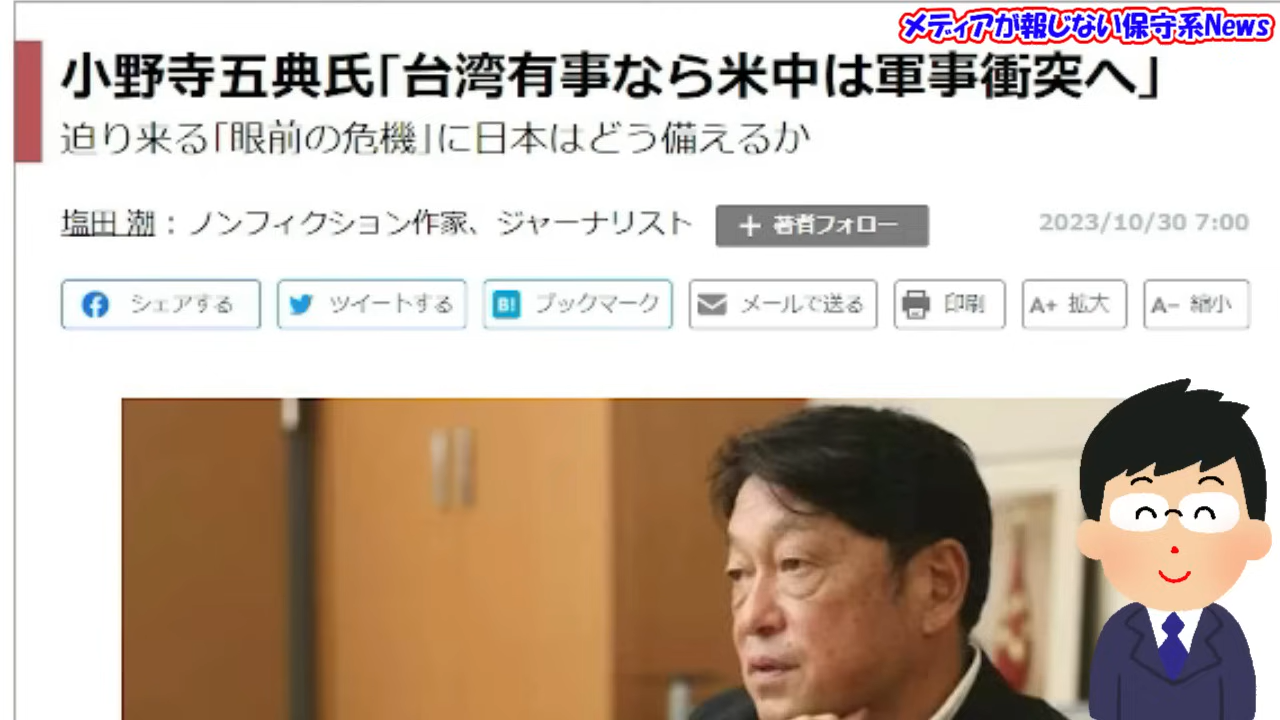 メディアが報じない保守系News
小野寺五典氏「台湾有事なら米中は軍事衝突へ」
迫り来る「眼前の危機」に日本はどう備えるか
塩田 潮 : ノンフィクション作家、ジャーナリスト
+ 著者フォロー
2023/10/30 7:00
シェアする
ツイートする
B! ブックマーク
メールで送る
印刷
A+ 拡大
A- 縮小